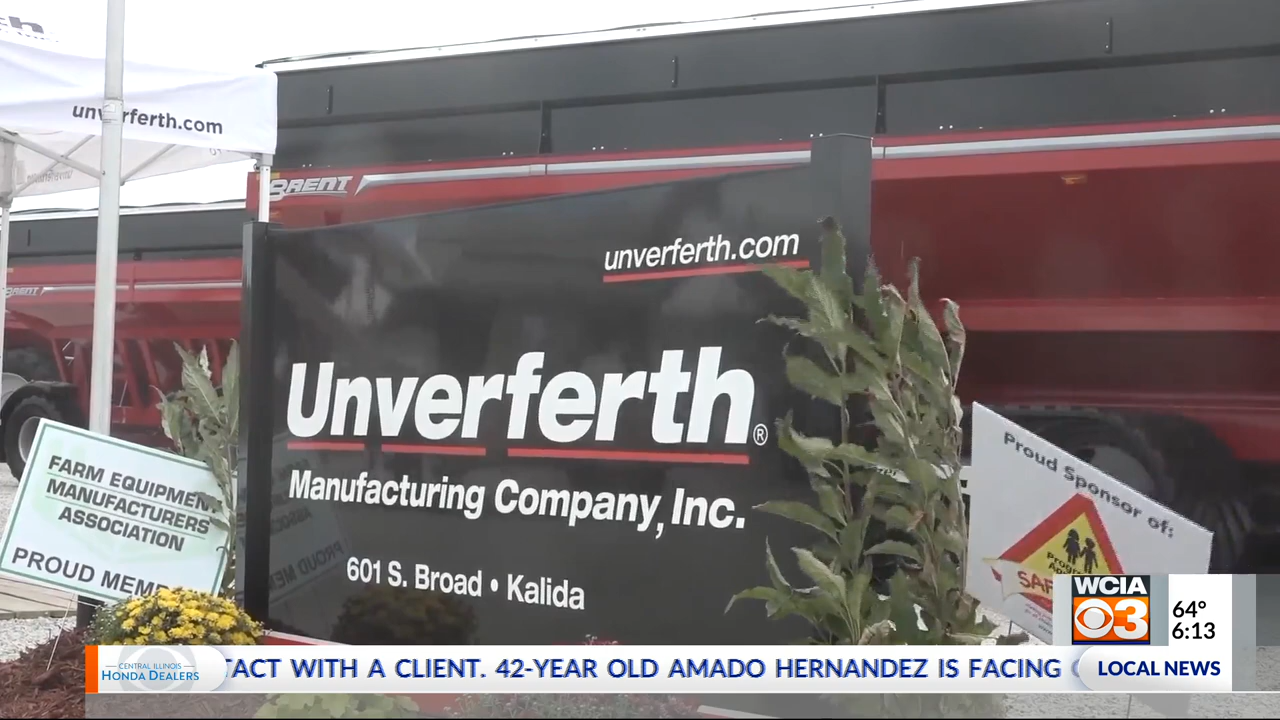 unverferth.com
BRENT
BRENT
unverferth.com
Unverferth®
Manufacturing Company, Inc.
601 S. Broad • Kalida
FARM EQUIPMENT
MANUFACTURERS
ASSOCIATION
PROUD
Proud Sponsor of:
WCIA
3
64°
6:13
CENTRAL ILLINOIS
HONDA DEALERS
WITH A CLIENT. 42-YEAR OLD AMADO HERNANDEZ IS FACING
LOCAL NEWS